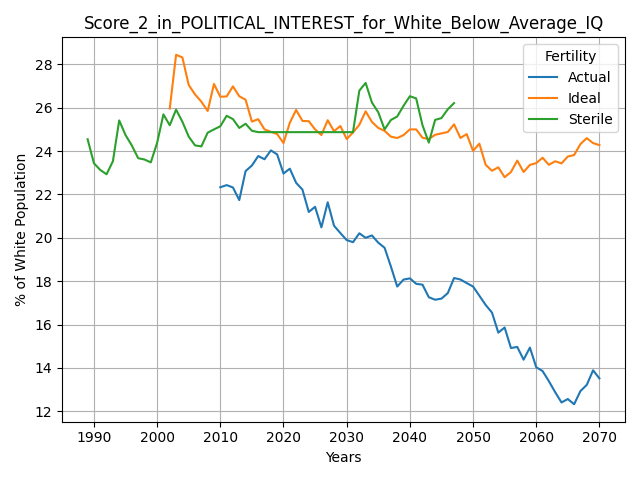 Score_2_in_POLITICAL_INTEREST_for_White_Below_Average_IQ
Fertility
Actual
Ideal
Sterile
% of White Population
28
26
24
22
20
18
16
14
12
1990
2000
2010
2020
2030
2040
2050
2060
2070
Years